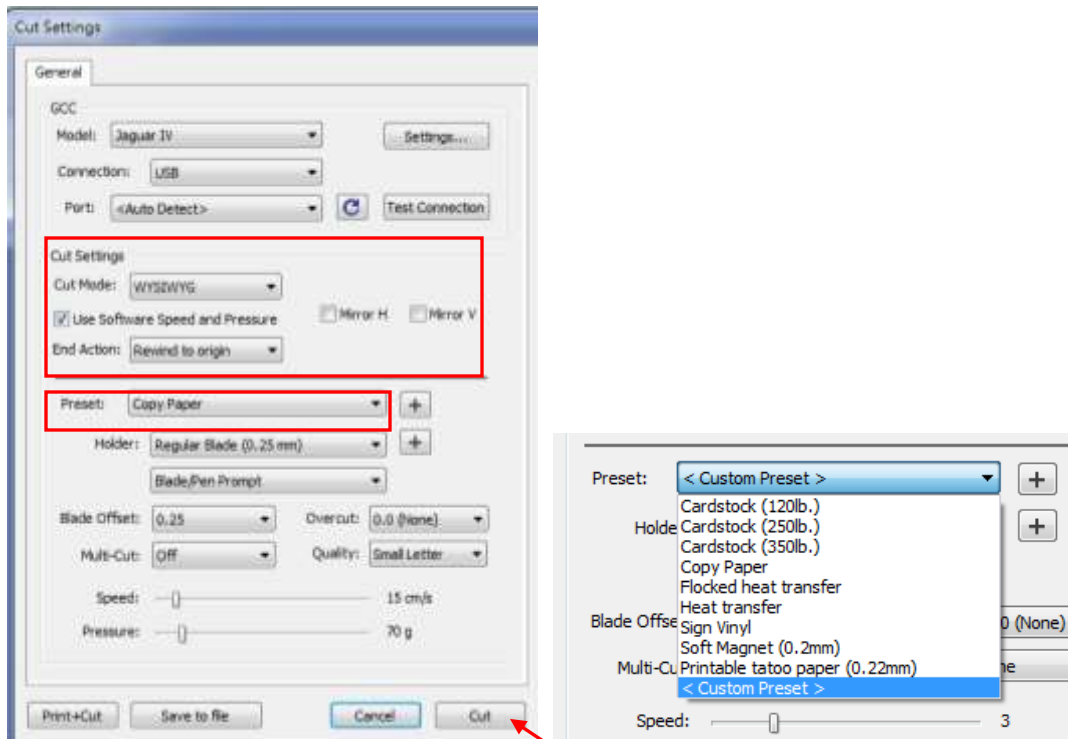 Cut Settings
General
GCC
Model: Jaguar IV Settings...
Connection: USB
Port: <Auto Detect> Test Connection
Cut Settings
Cut Mode: WYSIWYG
Use Software Speed and Pressure Mirror H Mirror V
End Action: Rewind to origin
Preset: Copy Paper +
Holder: Regular Blade (0.25 mm) +
Blade/Pen Prompt
Blade Offset: 0.25 Overcut: 0.0 (None)
Multi-Cut: Off Quality: Small Letter
Speed: 15 cm/s
Pressure: 70 g
Print+Cut Save to file Cancel Cut
Preset: < Custom Preset > +
Cardstock (120lb.)
Holde Cardstock (250lb.) +
Cardstock (350lb.)
Copy Paper
Flocked heat transfer
Heat transfer
Blade Offse Sign Vinyl 0 (None)
Soft Magnet (0.2mm)
Multi-Cu Printable tatoo paper (0.22mm) ne
< Custom Preset >
Speed: 3